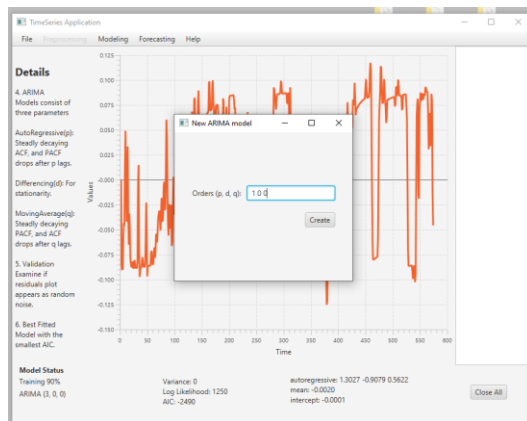 TimeSeries Application
File Preprocessing Modeling Forecasting Help
Details
4. ARIMA
Models consist of
three parameters
AutoRegressive(p):
Steadily decaying
ACF, and PACF
drops after p lags.
Differencing(d): For
stationarity.
MovingAverage(q):
Steadily decaying
PACF, and ACF
drops after q lags.
5. Validation
Examine if
residuals plot
appears as random
noise.
6. Best Fitted
Model with the
smallest AIC.
0.125
0.100
0.075
0.050
0.025
-0.000
-0.025
-0.050
-0.075
-0.100
-0.125
-0.150
Values
0 50 100 150 200 250 300 350 400 450 500 550 600
Time
New ARIMA model
Orders (p, d, q): 1 0 0
Create
Model Status
Training 90%
ARIMA (3, 0, 0)
Variance: 0
Log Likelihood: 1250
AIC: -2490
autoregressive: 1.3027 -0.9079 0.5622
mean: -0.0020
intercept: -0.0001
Close All